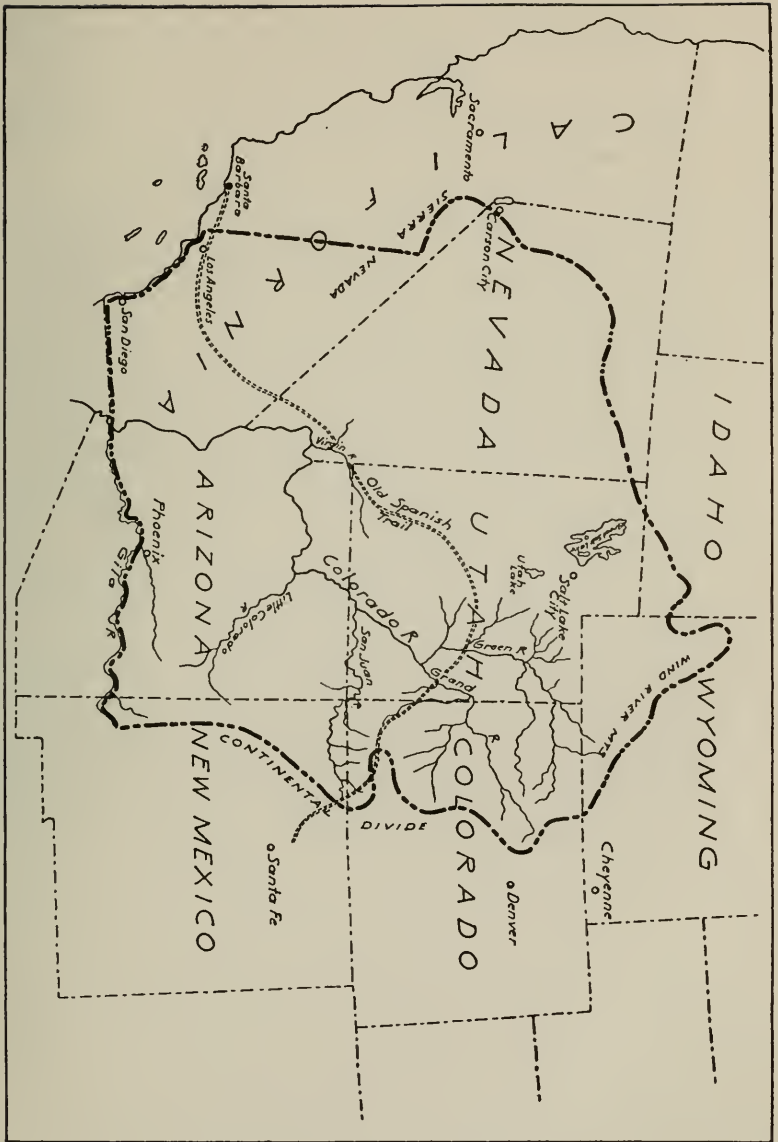 IDAHO
WYOMING
WIND RIVER MTS
CALIFORNIA
Sacramento
SIERRA
NEVADA
Carson City
NEVADA
Salt Lake
City
Utah
Lake
UTAH
Green R
Grand
R
Cheyenne
COLORADO
Denver
Santa
Barbara
Los Angeles
San Diego
Virgin R
Old Spanish
Trail
Colorado R
San Juan
Little Colorado
R
ARIZONA
Phoenix
Gila R
CONTINENTAL
DIVIDE
NEW MEXICO
Santa Fe